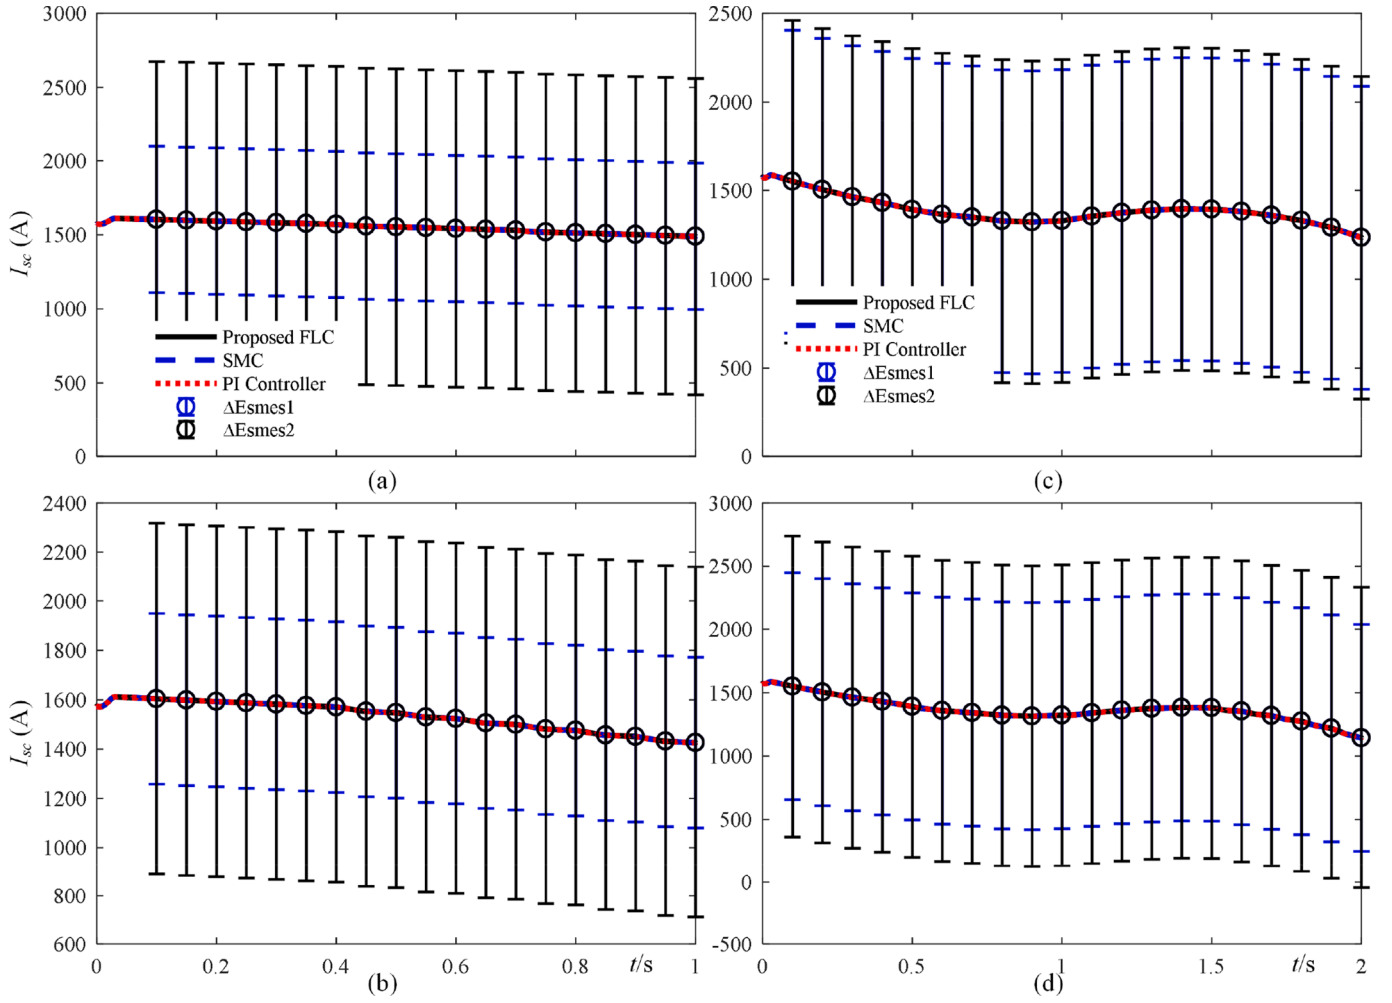 3000
2500
2000
1500
1000
500
0
I_sc (A)
Proposed FLC
SMC
PI Controller
ΔEsmes1
ΔEsmes2
(a)
2500
2000
1500
1000
500
0
Proposed FLC
SMC
PI Controller
ΔEsmes1
ΔEsmes2
(c)
2400
2200
2000
1800
1600
1400
1200
1000
800
600
I_sc (A)
0 0.2 0.4 0.6 0.8 t/s 1
(b)
3000
2500
2000
1500
1000
500
0
-500
0 0.5 1 1.5 t/s 2
(d)